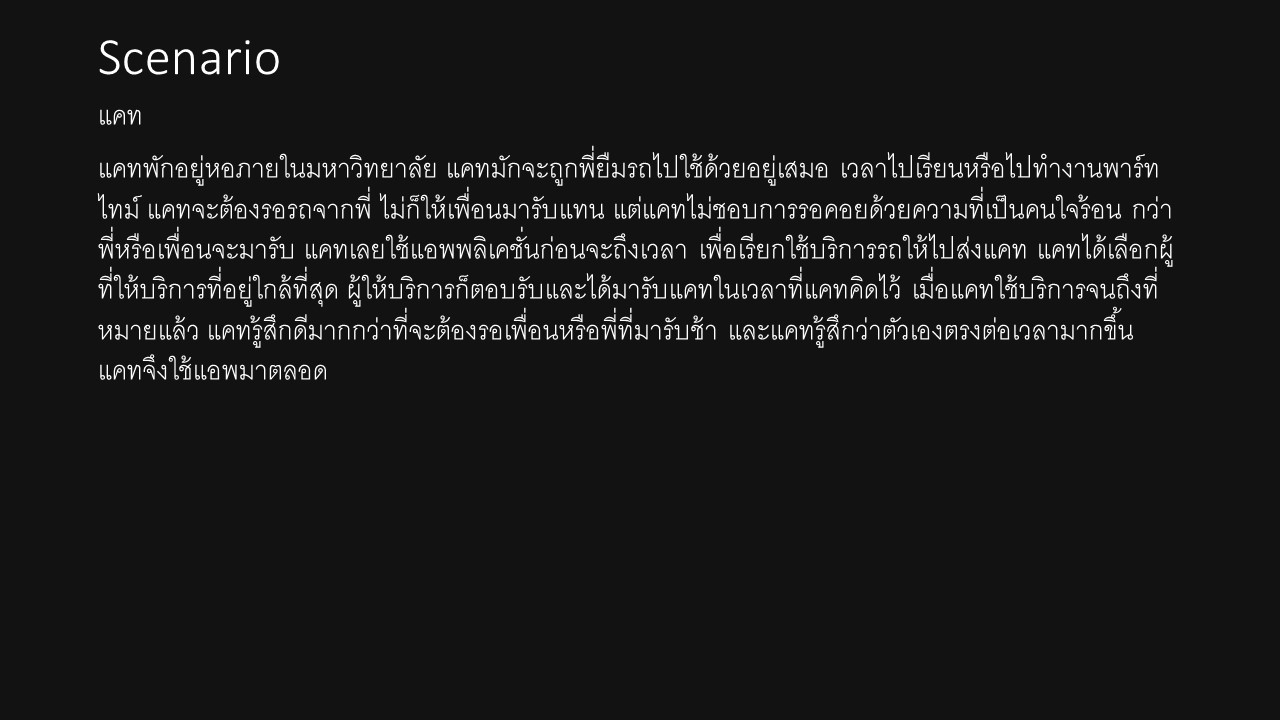 Scenario
แคท
แคทพักอยู่หอภายในมหาวิทยาลัย แคทมักจะถูกพี่ยืมรถไปใช้ด้วยอยู่เสมอ เวลาไปเรียนหรือไปทำงานพาร์ท
ไทม์ แคทจะต้องรอรถจากพี่ ไม่ก็ให้เพื่อนมารับแทน แต่แคทไม่ชอบการรอคอยด้วยความที่เป็นคนใจร้อน กว่า
พี่หรือเพื่อนจะมารับ แคทเลยใช้แอพพลิเคชั่นก่อนจะถึงเวลา เพื่อเรียกใช้บริการรถให้ไปส่งแคท แคทได้เลือกผู้
ที่ให้บริการที่อยู่ใกล้ที่สุด ผู้ให้บริการก็ตอบรับและได้มารับแคทในเวลาที่แคทคิดไว้ เมื่อแคทใช้บริการจนถึงที่
หมายแล้ว แคทรู้สึกดีมากกว่าที่จะต้องรอเพื่อนหรือพี่ที่มารับช้า และแคทรู้สึกว่าตัวเองตรงต่อเวลามากขึ้น
แคทจึงใช้แอพมาตลอด